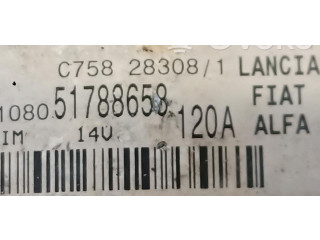 C758 28308/1 LANCIA
1080 51788658 FIAT
IM 14V 120A ALFA